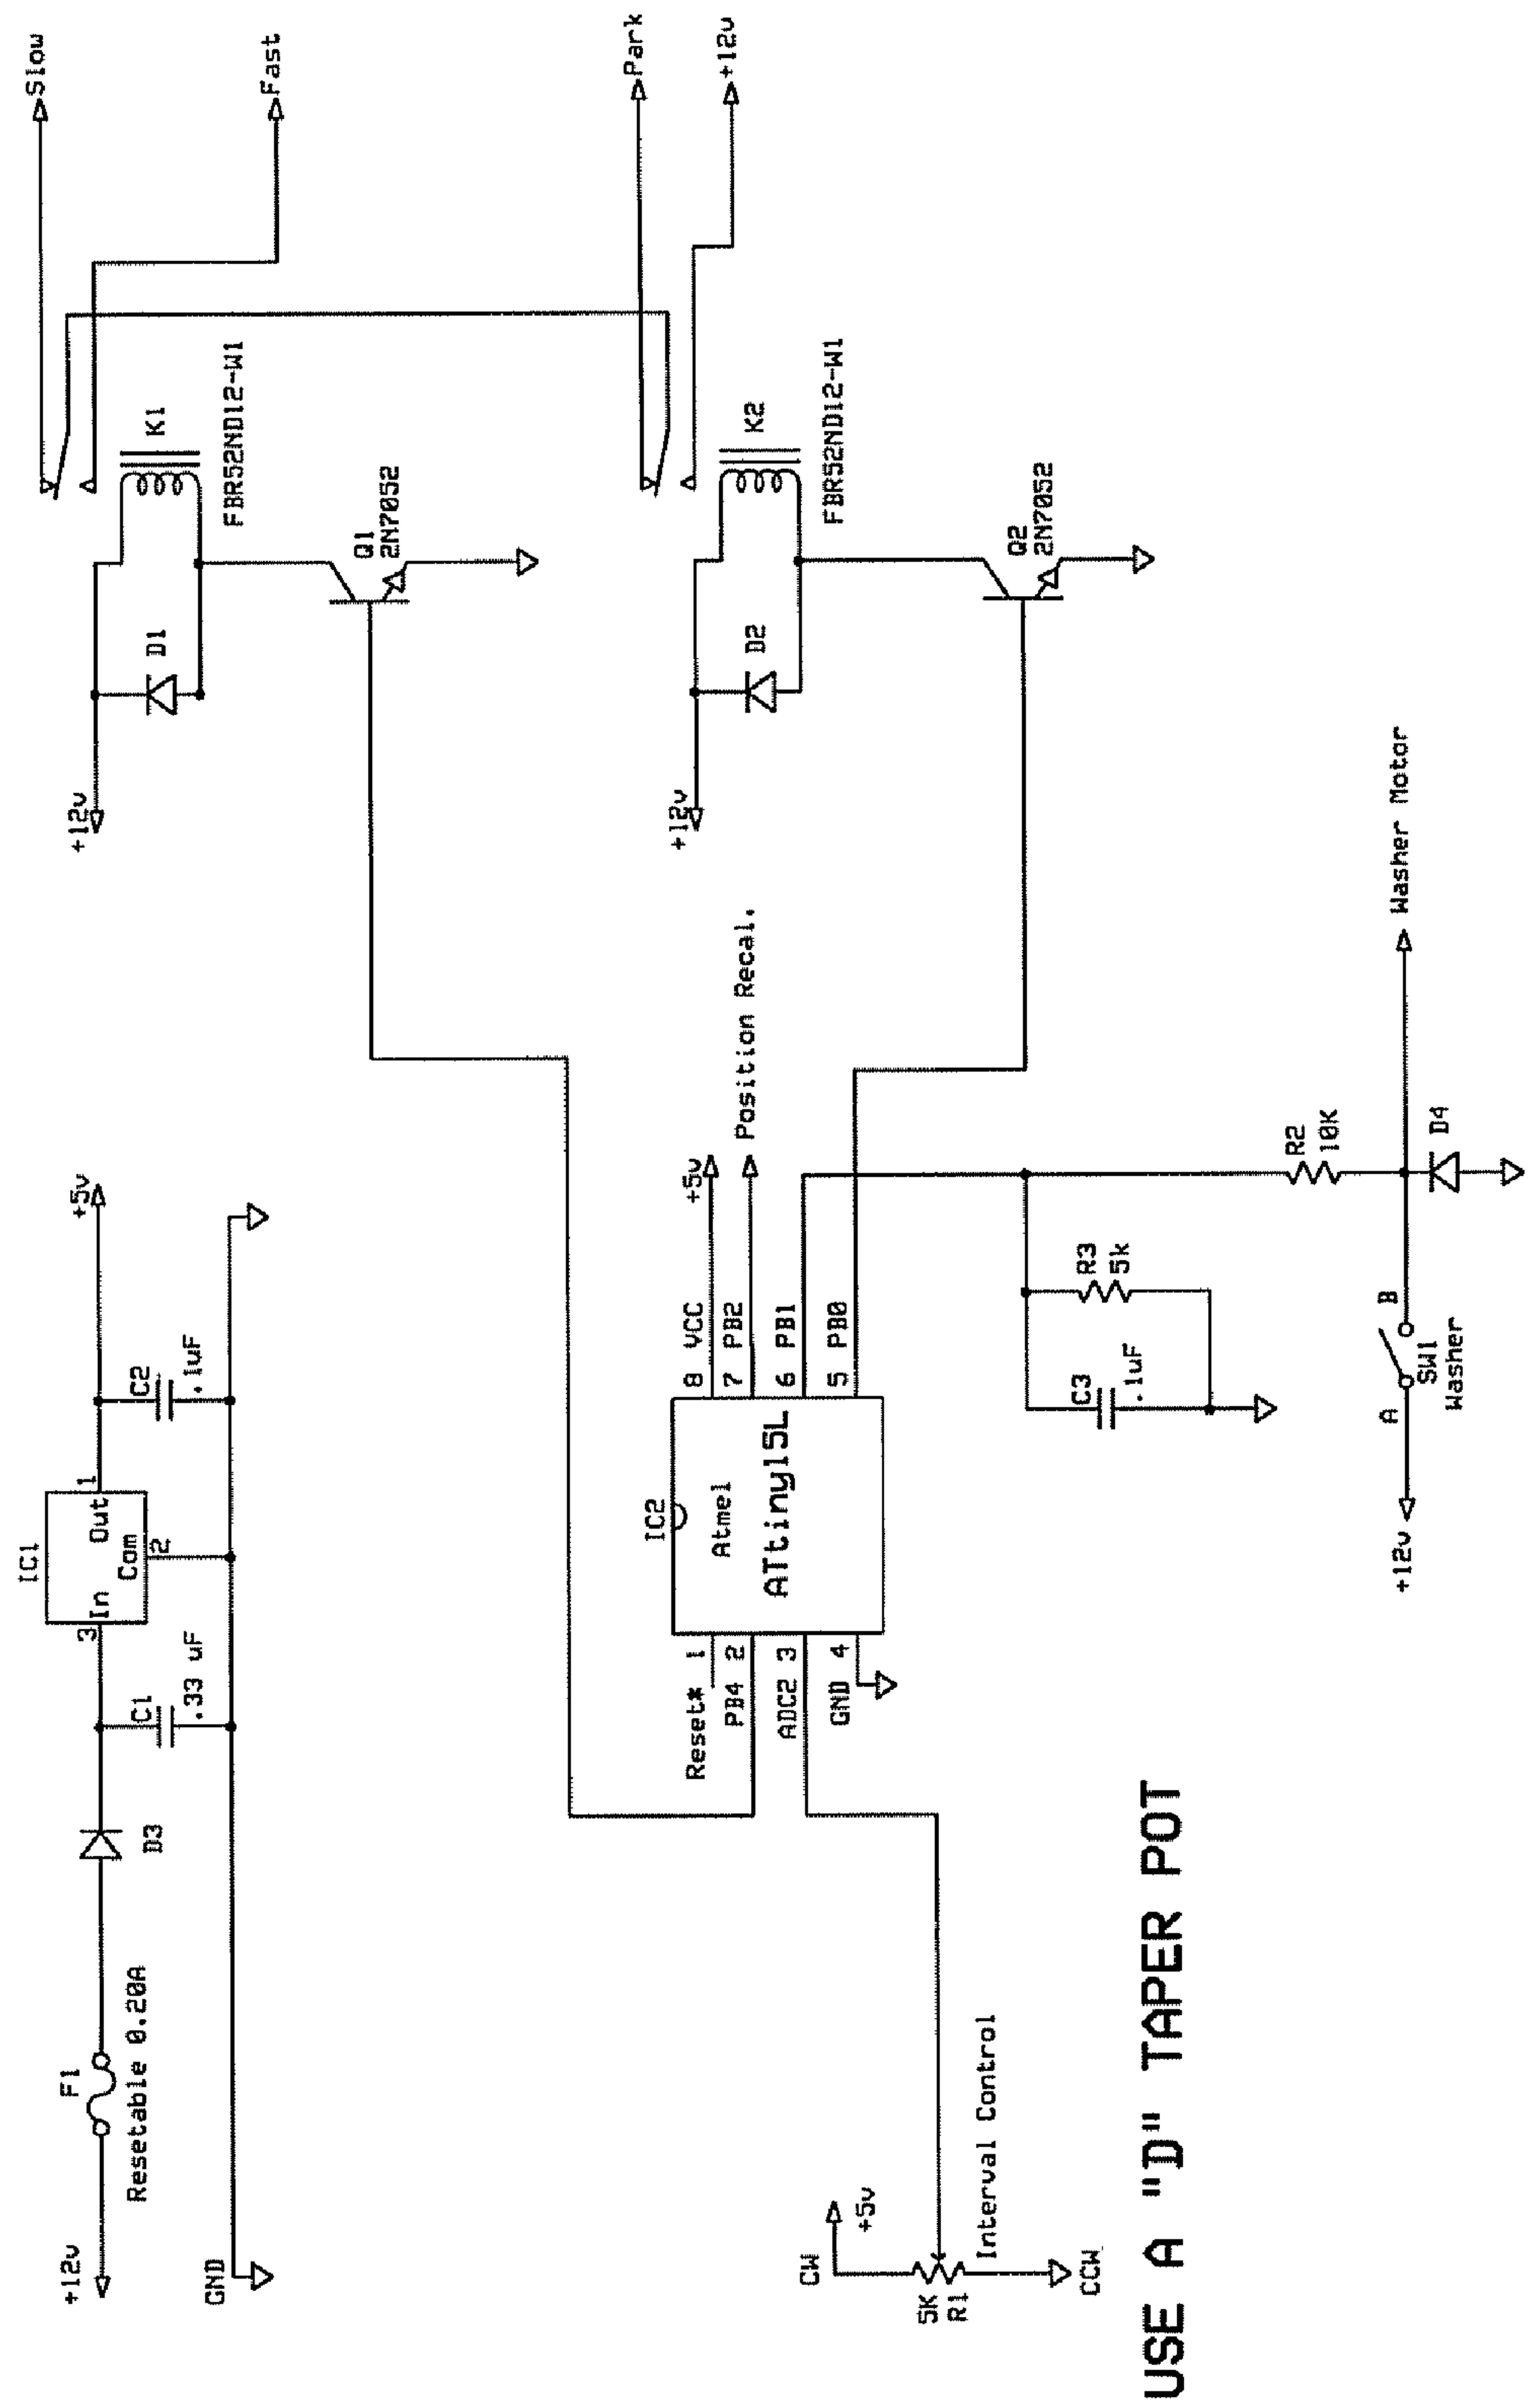 +12v
F1
Resetable 0.20A
D3
C1
.33 uF
IC1
3
In
Out
1
Com
2
C2
.1uF
+5v
GND
+12v
D1
K1
FBR52ND12-W1
Q1
2N7052
Slow
Fast
+12v
D2
K2
FBR52ND12-W1
Q2
2N7052
Park
+12v
IC2
Atmel
ATtiny15L
Reset* 1
PB4 2
ADC2 3
GND 4
8 VCC
7 PB2
6 PB1
5 PB0
+5v
Position Recal.
CW
+5v
5K
R1
Interval Control
CCW
C3
.1uF
R3
5k
R2
10K
+12v
A
B
SW1
Washer
D4
Washer Motor
USE A "D" TAPER POT